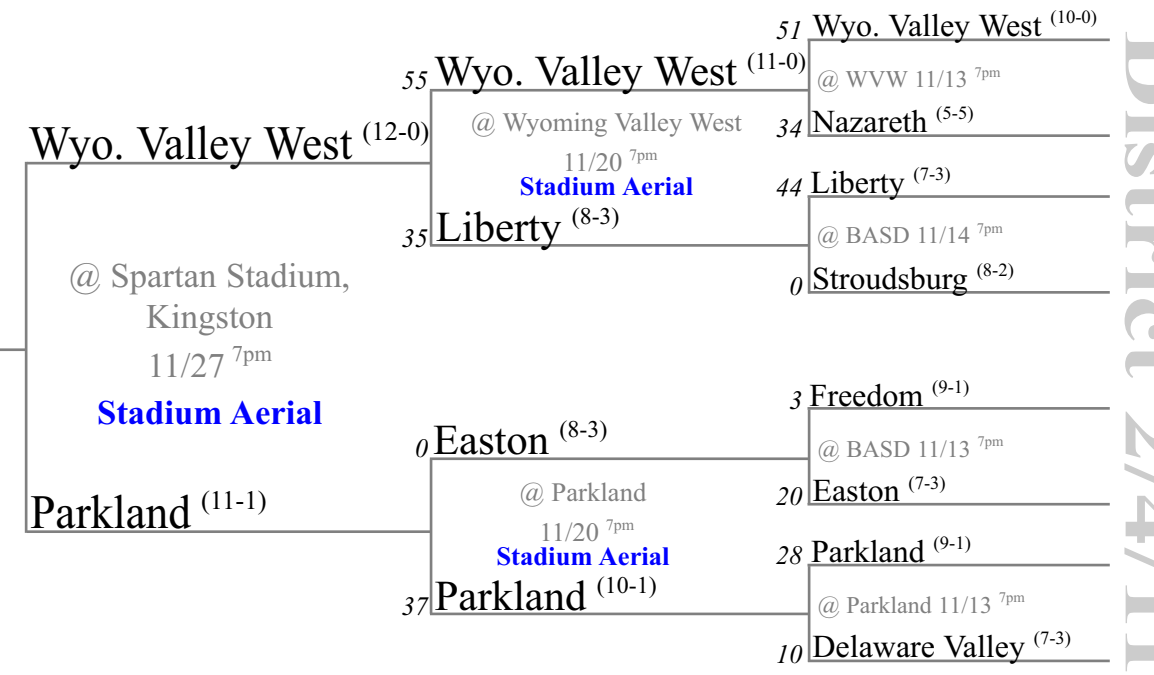 51 Wyo. Valley West (10-0)
@ WVW 11/13 7pm
34 Nazareth (5-5)
44 Liberty (7-3)
@ BASD 11/14 7pm
0 Stroudsburg (8-2)
3 Freedom (9-1)
@ BASD 11/13 7pm
20 Easton (7-3)
28 Parkland (9-1)
@ Parkland 11/13 7pm
10 Delaware Valley (7-3)
55 Wyo. Valley West (11-0)
@ Wyoming Valley West
11/20 7pm
Stadium Aerial
35 Liberty (8-3)
0 Easton (8-3)
@ Parkland
11/20 7pm
Stadium Aerial
37 Parkland (10-1)
Wyo. Valley West (12-0)
@ Spartan Stadium,
Kingston
11/27 7pm
Stadium Aerial
Parkland (11-1)
District 2/4/11